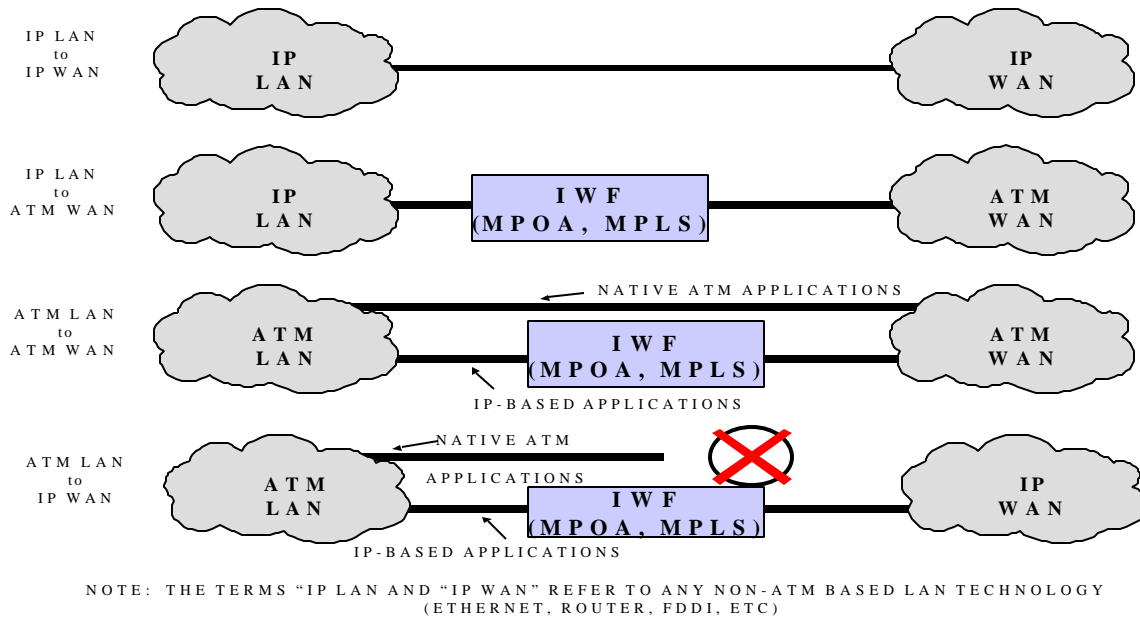 IP LAN
to
IP WAN
IP
LAN
IP
WAN
IP LAN
to
ATM WAN
IP
LAN
IWF
(MPOA, MPLS)
ATM
WAN
ATM LAN
to
ATM WAN
NATIVE ATM APPLICATIONS
ATM
LAN
IWF
(MPOA, MPLS)
ATM
WAN
IP-BASED APPLICATIONS
ATM LAN
to
IP WAN
NATIVE ATM
APPLICATIONS
ATM
LAN
IWF
(MPOA, MPLS)
IP
WAN
IP-BASED APPLICATIONS
NOTE: THE TERMS “IP LAN AND “IP WAN” REFER TO ANY NON-ATM BASED LAN TECHNOLOGY
(ETHERNET, ROUTER, FDDI, ETC)